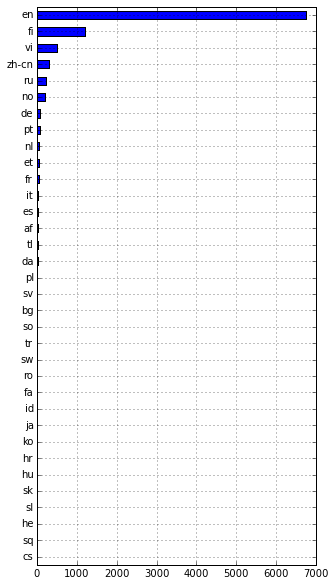 en
fi
vi
zh-cn
ru
no
de
pt
nl
et
fr
it
es
af
tl
da
pl
sv
bg
so
tr
sw
ro
fa
id
ja
ko
hr
hu
sk
sl
he
sq
cs
0 1000 2000 3000 4000 5000 6000 7000